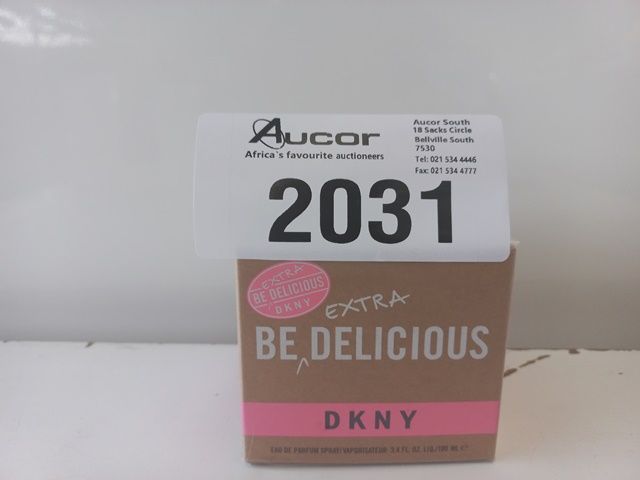 Aucor
Africa's favourite auctioneers
Aucor South
18 Sacks Circle
Bellville South
7530
Tel: 021 534 4446
Fax: 021 534 4777
2031
EXTRA
BE DELICIOUS
DKNY
EXTRA
BE DELICIOUS
DKNY
EAU DE PARFUM SPRAY/VAPORISATEUR 3.4 FL. OZ. LIQ./100 ML ℮